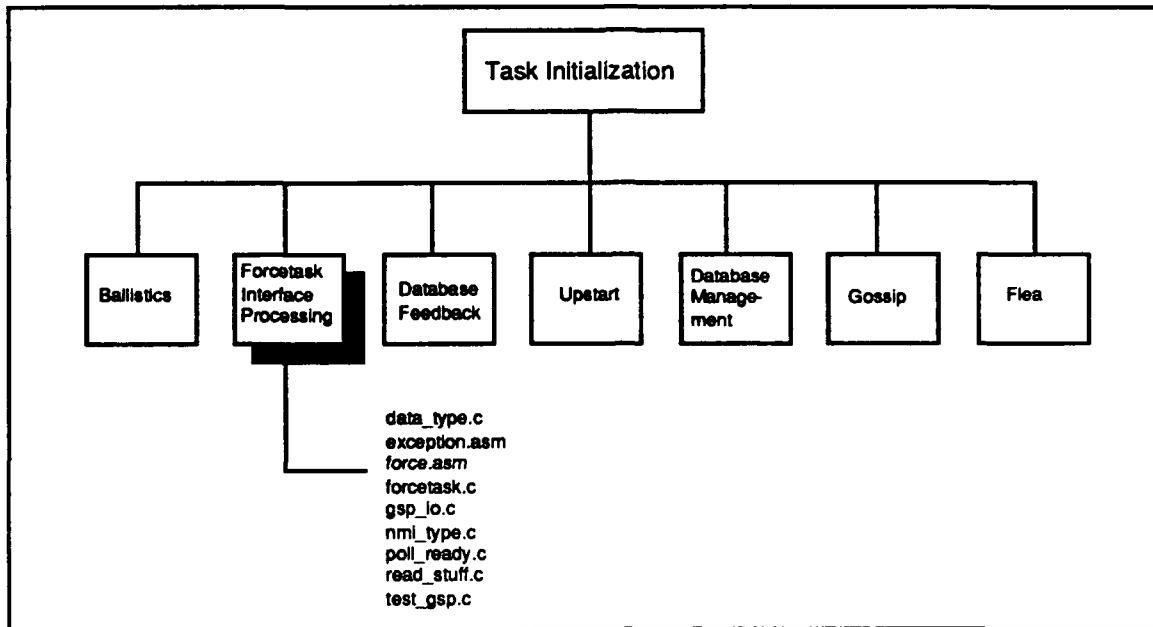 Task Initialization
Ballistics
Forcetask
Interface
Processing
Database
Feedback
Upstart
Database
Manage-
ment
Gossip
Flea
data_type.c
exception.asm
force.asm
forcetask.c
gsp_io.c
nmi_type.c
poll_ready.c
read_stuff.c
test_gsp.c